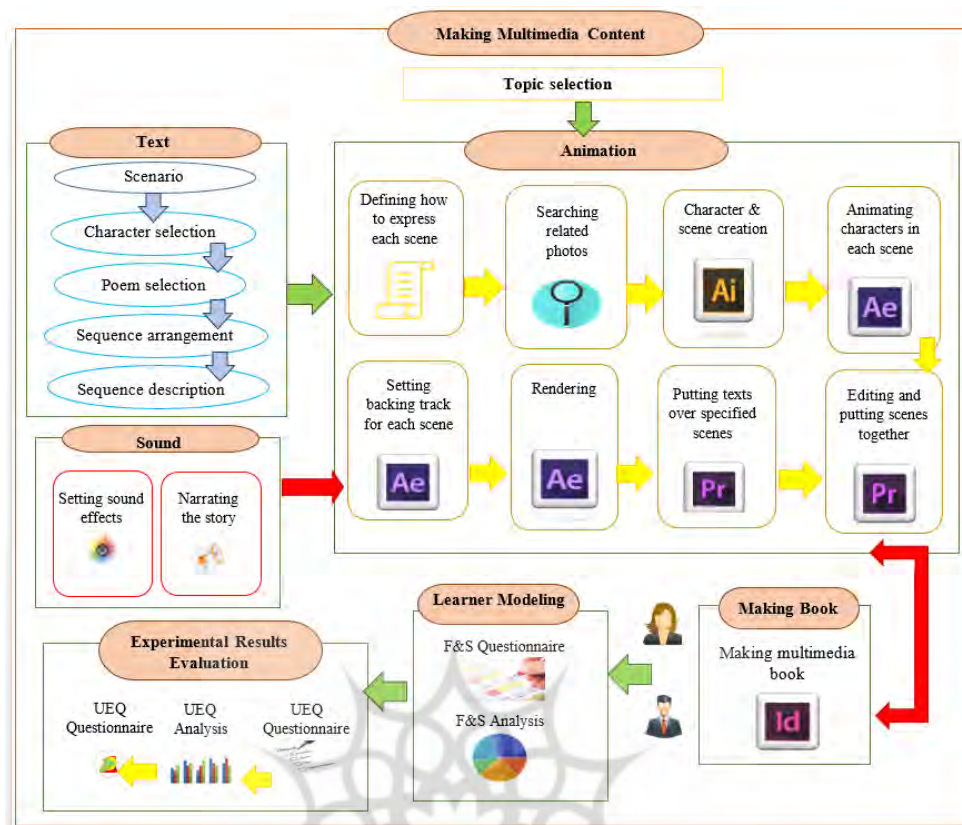 Making Multimedia Content
Topic selection
Text
Scenario
Character selection
Poem selection
Sequence arrangement
Sequence description
Animation
Defining how
to express
each scene
Searching
related
photos
Character &
scene creation
Ai
Animating
characters in
each scene
Ae
Setting
backing track
for each scene
Ae
Rendering
Ae
Putting texts
over specified
scenes
Pr
Editing and
putting scenes
together
Pr
Sound
Setting sound
effects
Narrating
the story
Making Book
Making multimedia
book
Id
Learner Modeling
F&S Questionnaire
F&S Analysis
Experimental Results
Evaluation
UEQ
Questionnaire
UEQ
Analysis
UEQ
Questionnaire